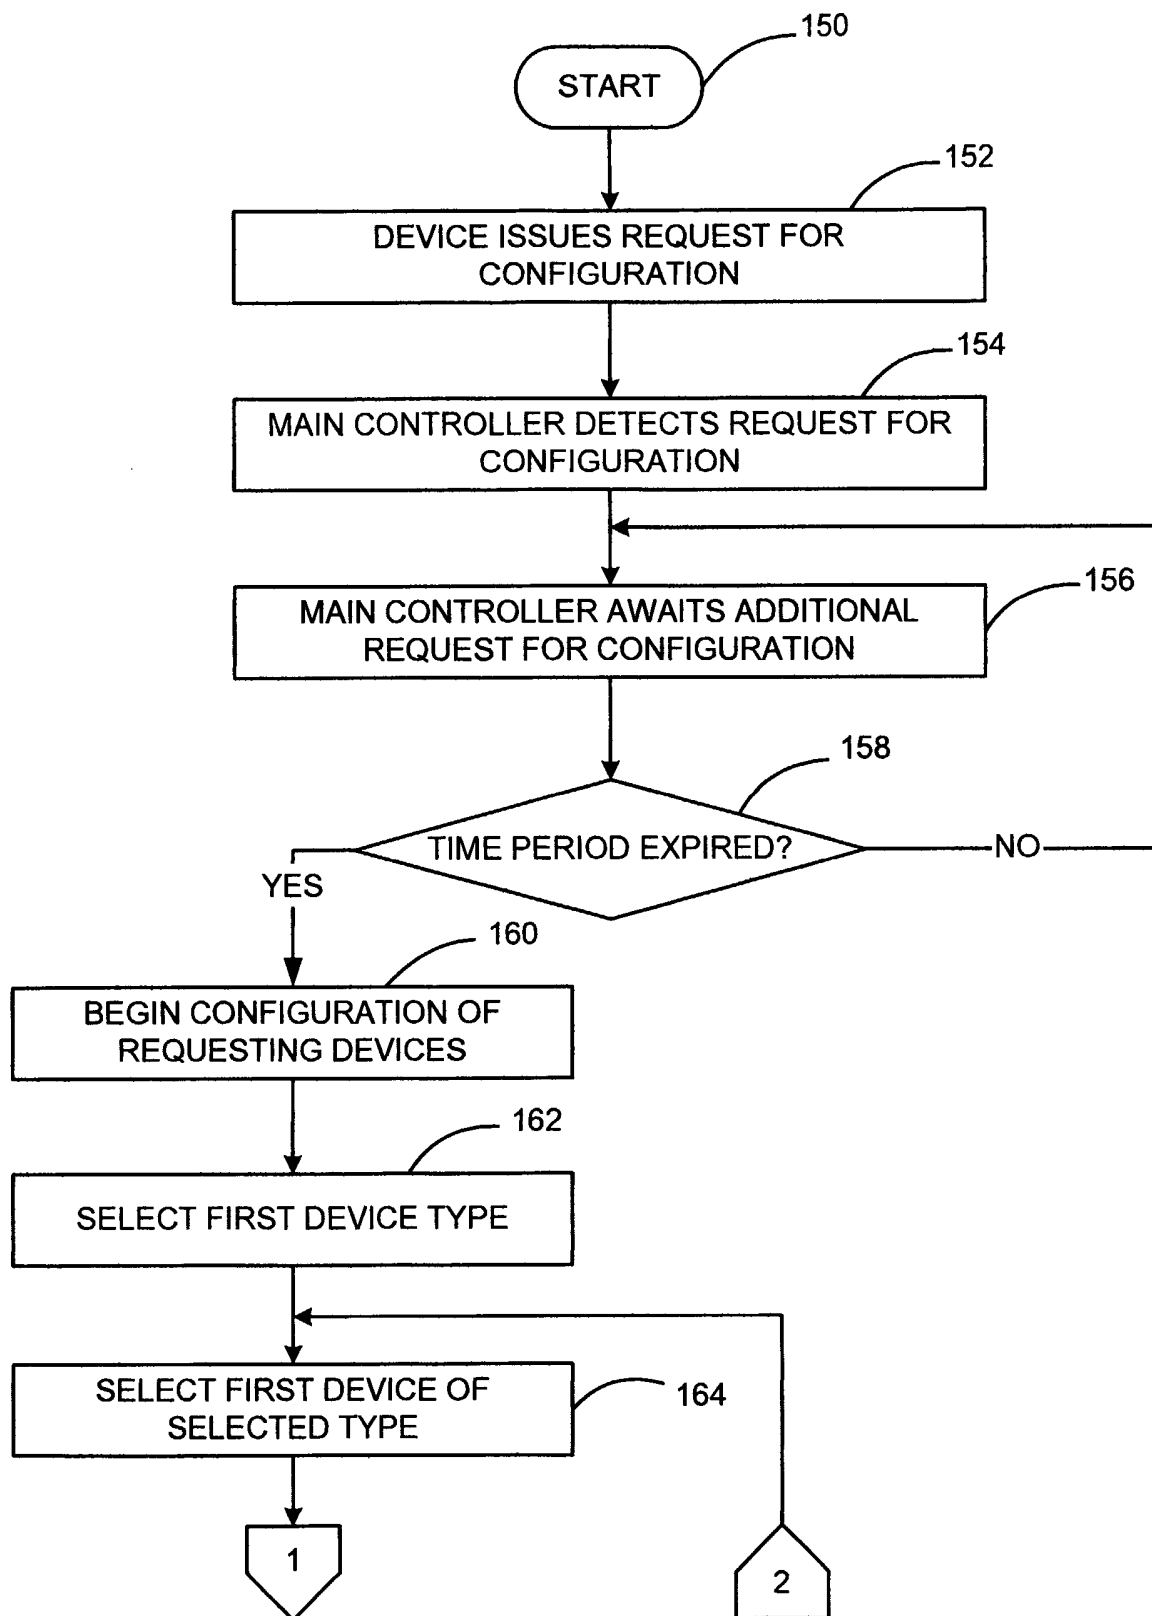 150
START
152
DEVICE ISSUES REQUEST FOR
CONFIGURATION
154
MAIN CONTROLLER DETECTS REQUEST FOR
CONFIGURATION
156
MAIN CONTROLLER AWAITS ADDITIONAL
REQUEST FOR CONFIGURATION
158
TIME PERIOD EXPIRED?
NO
YES
160
BEGIN CONFIGURATION OF
REQUESTING DEVICES
162
SELECT FIRST DEVICE TYPE
164
SELECT FIRST DEVICE OF
SELECTED TYPE
1
2